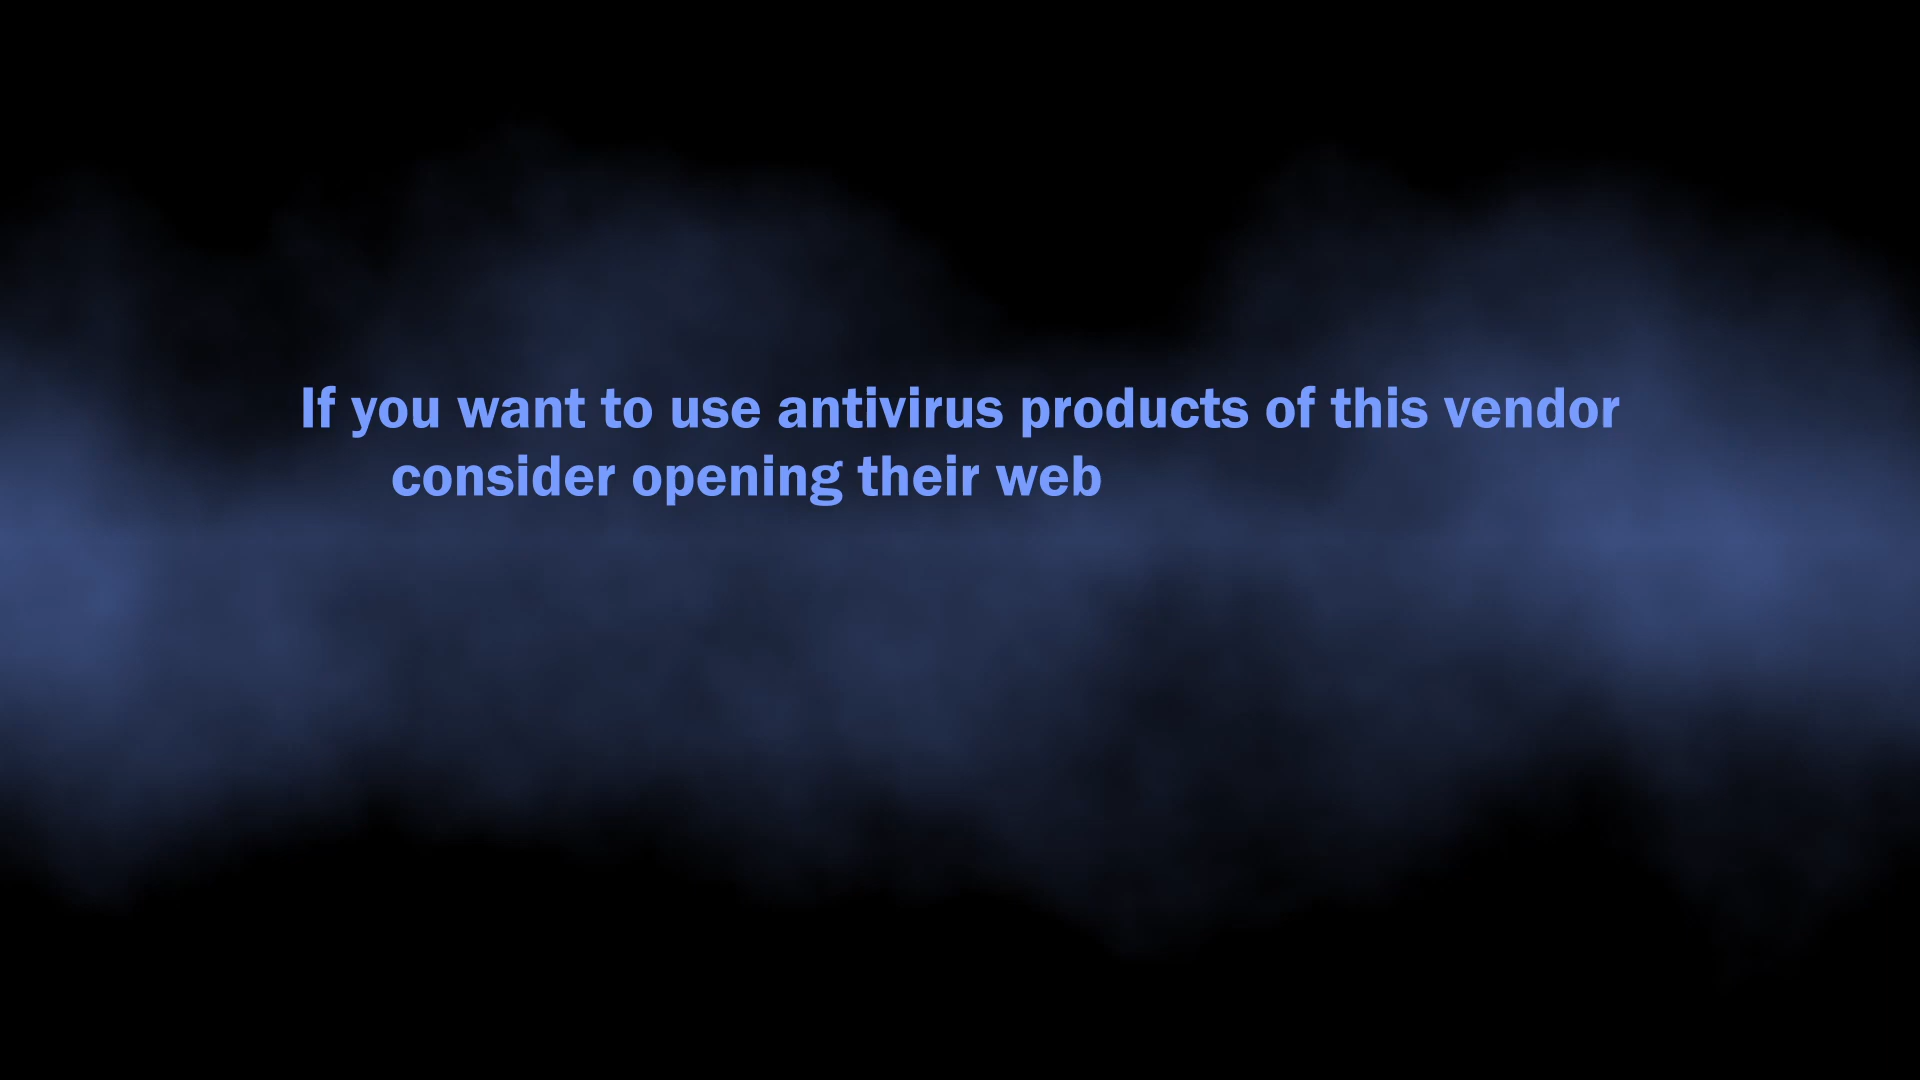 If you want to use antivirus products of this vendor
consider opening their web